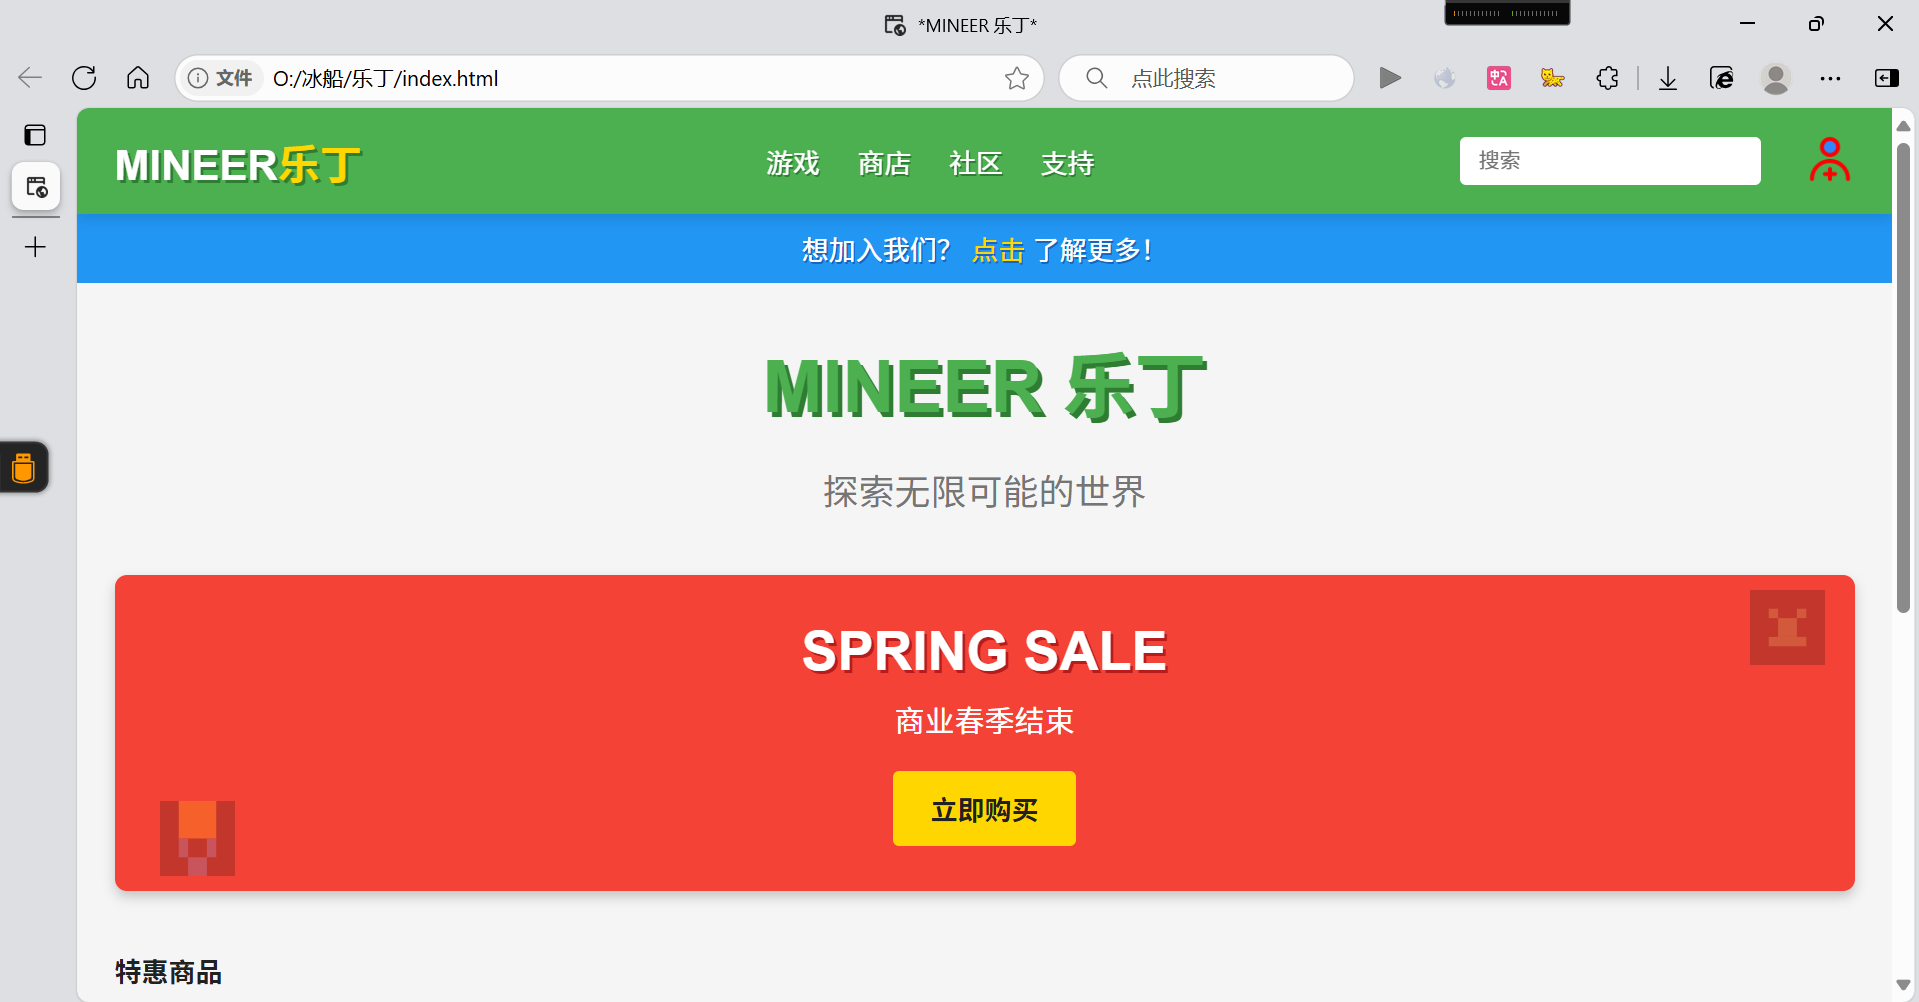 *MINEER 乐丁*
文件 O:/冰船/乐丁/index.html 点此搜索
MINEER乐丁 游戏 商店 社区 支持 搜索
想加入我们? 点击 了解更多!
MINEER 乐丁
探索无限可能的世界
SPRING SALE
商业春季结束
立即购买
特惠商品